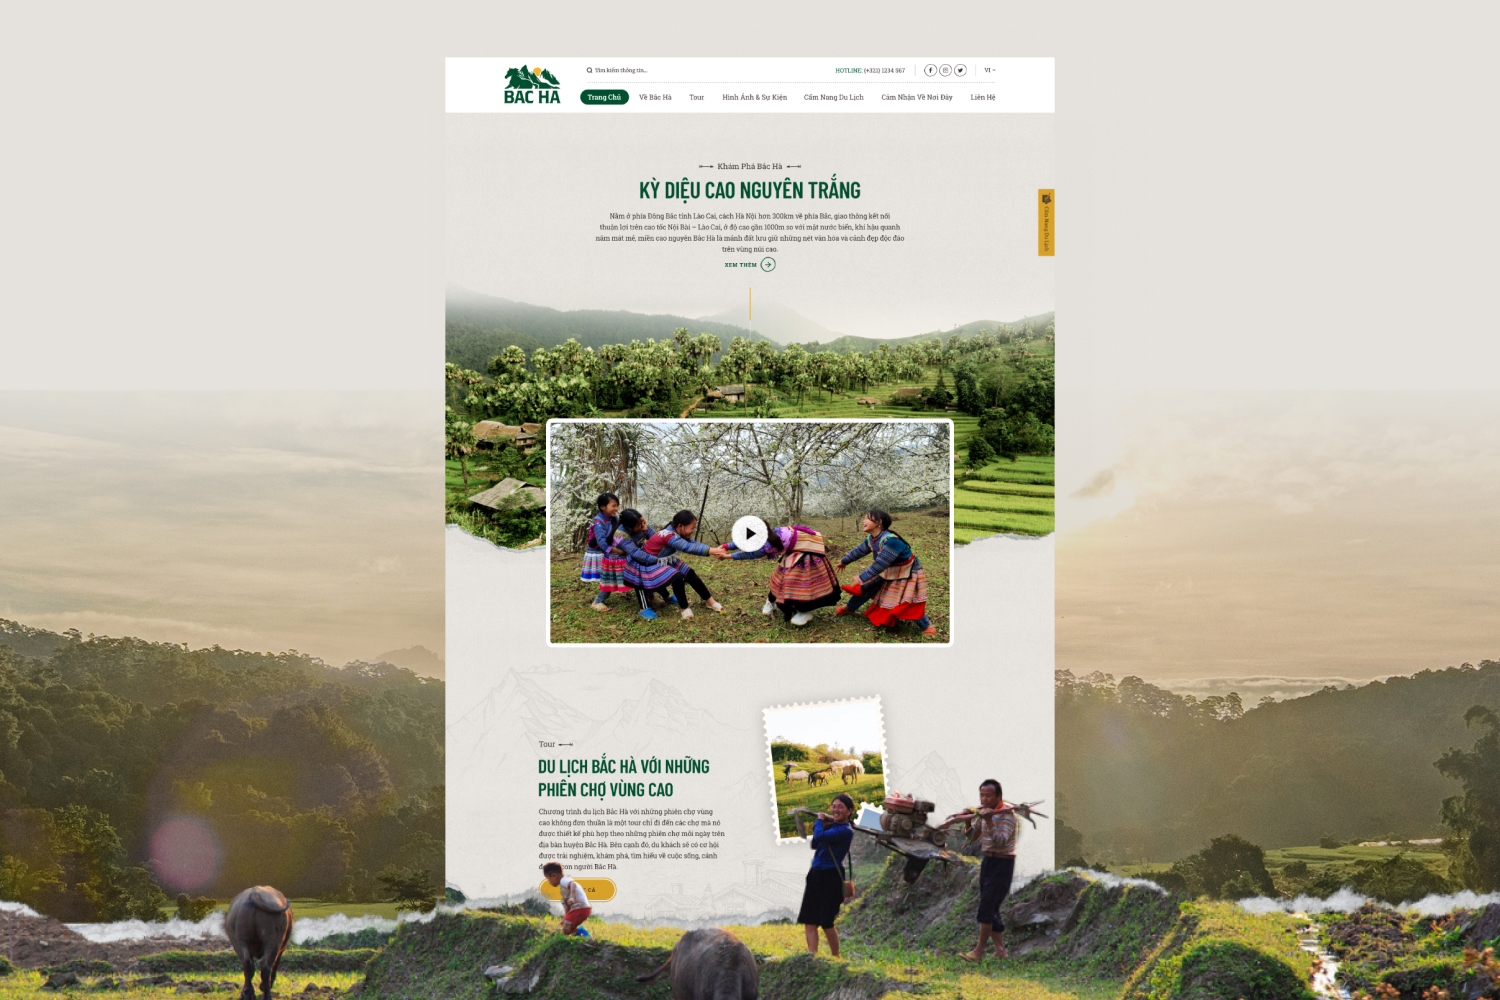 BAC HA
Tìm kiếm thông tin...
HOTLINE: (+321) 1234 567
VI
Trang Chủ
Về Bắc Hà
Tour
Hình Ảnh & Sự Kiện
Cẩm Nang Du Lịch
Cảm Nhận Về Nơi Đây
Liên Hệ
Khám Phá Bắc Hà
KỲ DIỆU CAO NGUYÊN TRẮNG
Nằm ở phía Đông Bắc tỉnh Lào Cai, cách Hà Nội hơn 300km về phía Bắc, giao thông kết nối
thuận lợi trên cao tốc Nội Bài – Lào Cai, ở độ cao gần 1000m so với mặt nước biển, khí hậu quanh
năm mát mẻ, miền cao nguyên Bắc Hà là mảnh đất lưu giữ những nét văn hóa và cảnh đẹp độc đáo
trên vùng núi cao.
XEM THÊM
Cẩm Nang Du Lịch
Tour
DU LỊCH BẮC HÀ VỚI NHỮNG
PHIÊN CHỢ VÙNG CAO
Chương trình du lịch Bắc Hà với những phiên chợ vùng
cao không đơn thuần là một tour chỉ đi đến các chợ mà nó
được thiết kế phù hợp theo những phiên chợ mỗi ngày trên
địa bàn huyện Bắc Hà. Bên cạnh đó, du khách sẽ có cơ hội
được trải nghiệm, khám phá, tìm hiểu về cuộc sống, cảnh
con người Bắc Hà.
CẢ